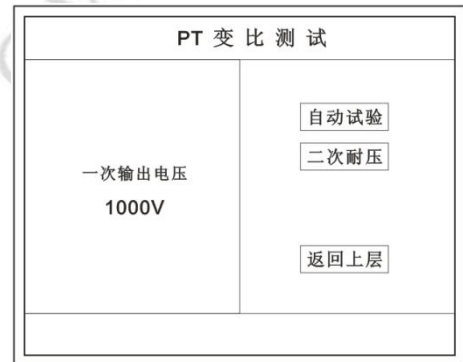 PT 变 比 测 试
一次输出电压
1000V
自动试验
二次耐压
返回上层